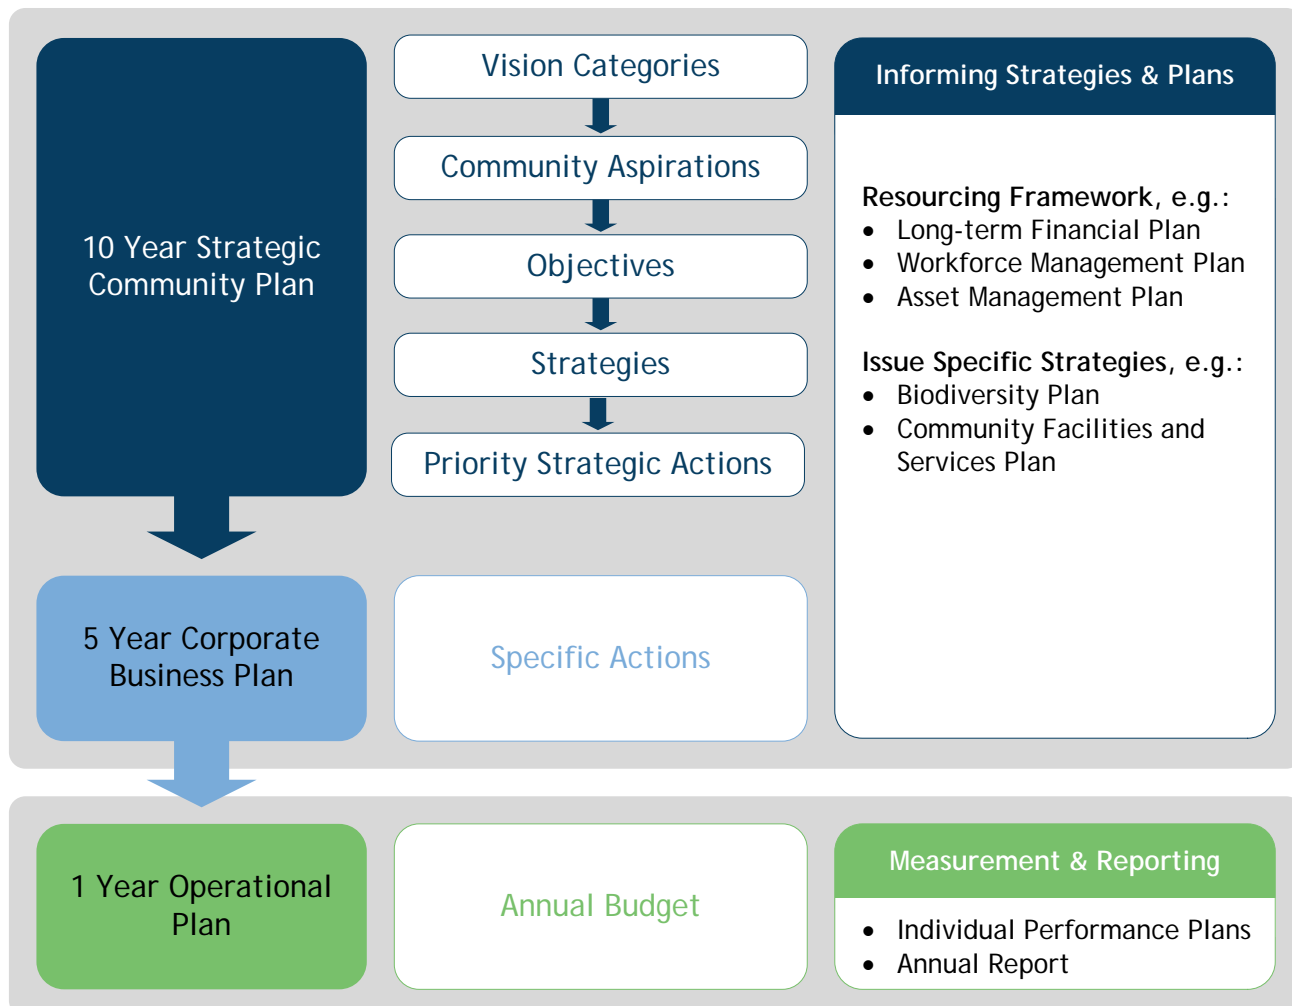 10 Year Strategic
Community Plan
Vision Categories
Community Aspirations
Objectives
Strategies
Priority Strategic Actions
Informing Strategies & Plans
Resourcing Framework, e.g.:
• Long-term Financial Plan
• Workforce Management Plan
• Asset Management Plan
Issue Specific Strategies, e.g.:
• Biodiversity Plan
• Community Facilities and
Services Plan
5 Year Corporate
Business Plan
Specific Actions
1 Year Operational
Plan
Annual Budget
Measurement & Reporting
• Individual Performance Plans
• Annual Report